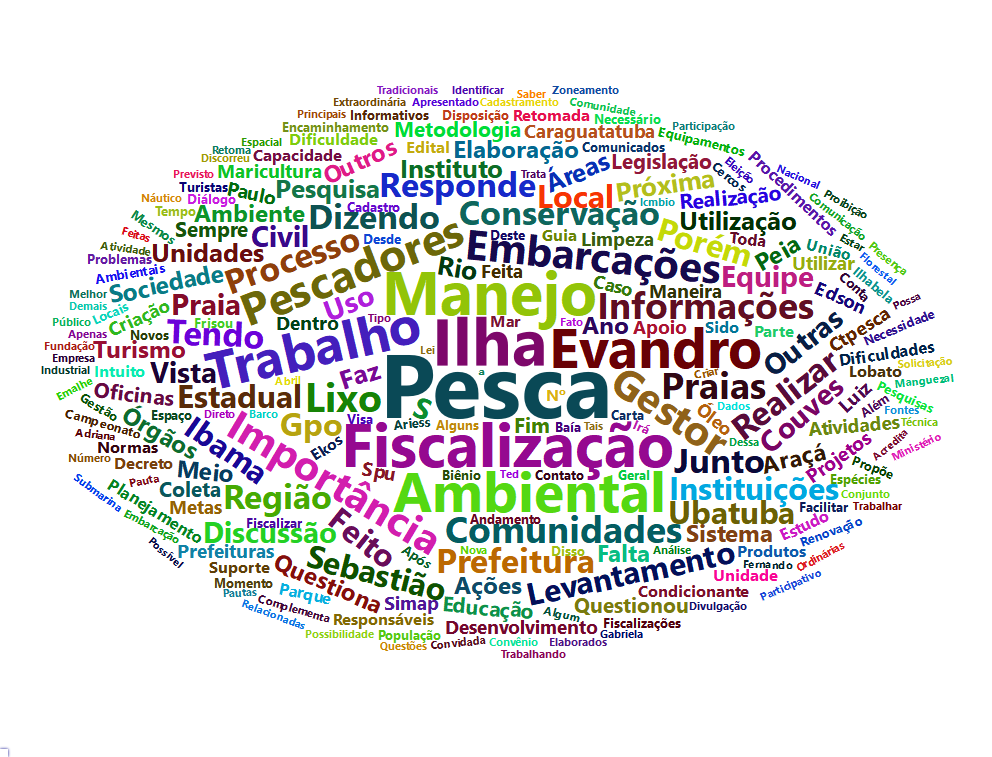 Tradicionais
Identificar
Saber
Zoneamento
Extraordinária
Apresentado
Cadastramento
Comunidade
Principais
Informativos
Disposição
Retomada
Necessário
Participação
Encaminhamento
Metodologia
Caraguatatuba
Equipamentos
Espacial
Dificuldade
Edital
Elaboração
Comunicados
Retoma
Discorreu
Capacidade
Outros
Instituto
Trata
Áreas
Legislação
Cercos
Eleição
Procedimentos
Nacional
Proibição
Previsto
Maricultura
Pesquisa
Responde
Local
Icmbio
Próxima
Realização
Comunicação
Náutico
Turistas
Diálogo
Paulo
Cadastro
Tempo
Ambiente
Dizendo
Conservação
Utilização
Estar
Presença
Mesmos
Feitas
Sempre
Civil
Desde
Pescadores
Deste
Guia
Limpeza
Porém
Toda
Peja
União
Florestal
Atividade
Problemas
Unidades
Processo
Rio
Embarcações
Utilizar
Ilhabela
Ambientais
Sociedade
Feita
Caso
Maneira
Equipe
Conta
Melhor
Demais
Locais
Criação
Praia
Uso
Manejo
Informações
Edson
Possa
Público
Frisou
Dentro
Tipo
Mar
Fato
Ano
Apoio
Sido
Parte
Outras
Ctpesca
Necessidade
Apenas
Novos
Tendo
Trabalho
Lei
Ilha
Evandro
Fundação
Turismo
Dificuldades
Empresa
Industrial
Intuito
Vista
Abril
Faz
a
Pesca
Criar
Praias
Realizar
Lobato
Solicitação
Emalhe
Oficinas
Estadual
Lixo
S
Nº
Gestor
Dados
Couves
Luiz
Além
Pesquisas
Manguezal
Gestão
Campeonato
Órgãos
Espaço
Direto
Barco
Gpo
Visa
Ariess
Alguns
Fim
Baía
Tais
Carta
Irá
Óleo
Fontes
Técnica
Adriana
Normas
Ibama
Importância
Ekos
Fiscalização
Dessa
Atividades
Acredita
Ministério
Número
Decreto
Meio
Spu
Junto
Araçá
Projetos
Propõe
Submarina
Pauta
Coleta
Região
Biênio
Ted
Contato
Geral
Instituições
Espécies
Conjunto
Planejamento
Metas
Ambiental
Ubatuba
Facilitar
Trabalhar
Embarcação
Discussão
Fiscalizar
Feito
Andamento
Comunidades
Sistema
Estudo
Renovação
Possível
Prefeituras
Após
Nova
Disso
Falta
Análise
Produtos
Ordinárias
Suporte
Sebastião
Prefeitura
Levantamento
Fernando
Momento
Questiona
Ações
Unidade
Participativo
Pautas
Parque
Simap
Condicionante
Relacionadas
Complementa
Responsáveis
Educação
Algum
Questionou
Divulgação
Possibilidade
População
Desenvolvimento
Fiscalizações
Questões
Convidada
Convênio
Elaborados
Gabriela
Trabalhando